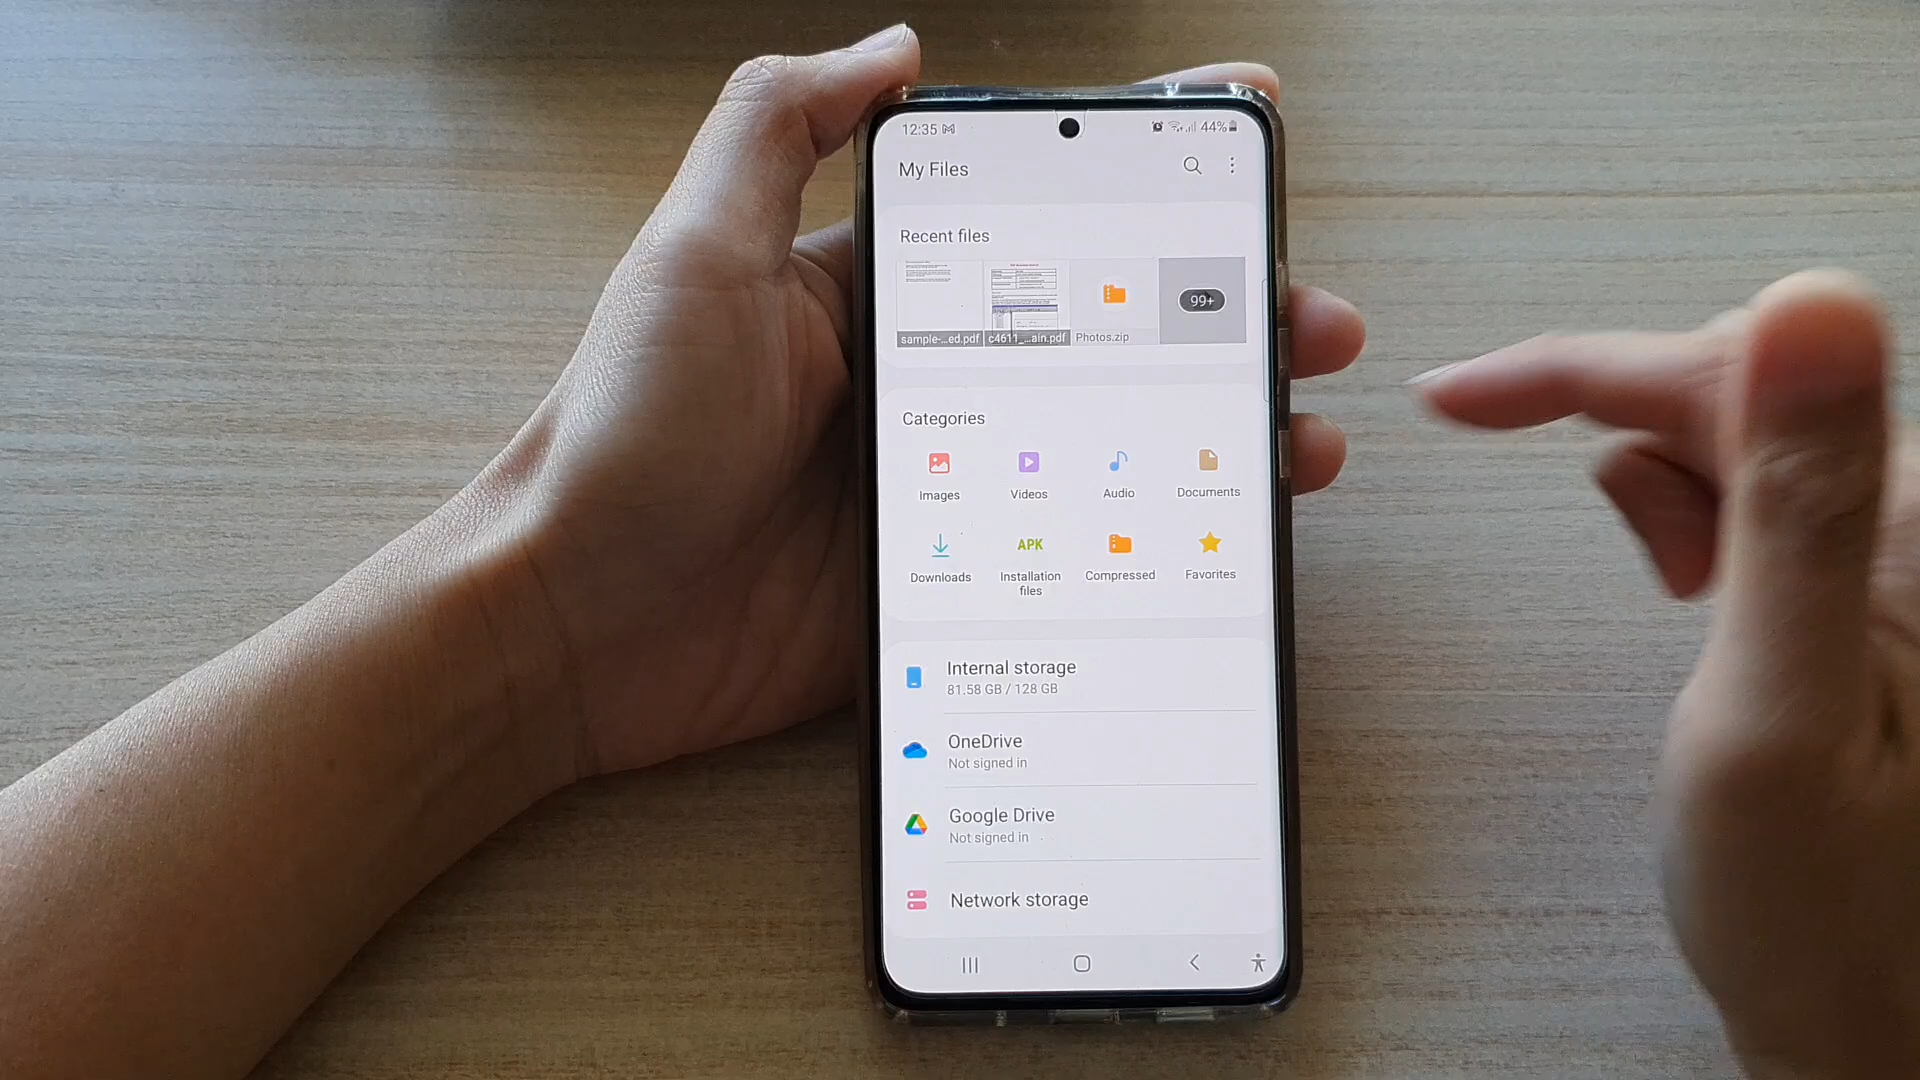 12:35
44%
My Files
Recent files
sample-...ed.pdf
c4611_...ain.pdf
Photos.zip
99+
Categories
Images
Videos
Audio
Documents
Downloads
APK
Installation
files
Compressed
Favorites
Internal storage
81.58 GB / 128 GB
OneDrive
Not signed in
Google Drive
Not signed in
Network storage